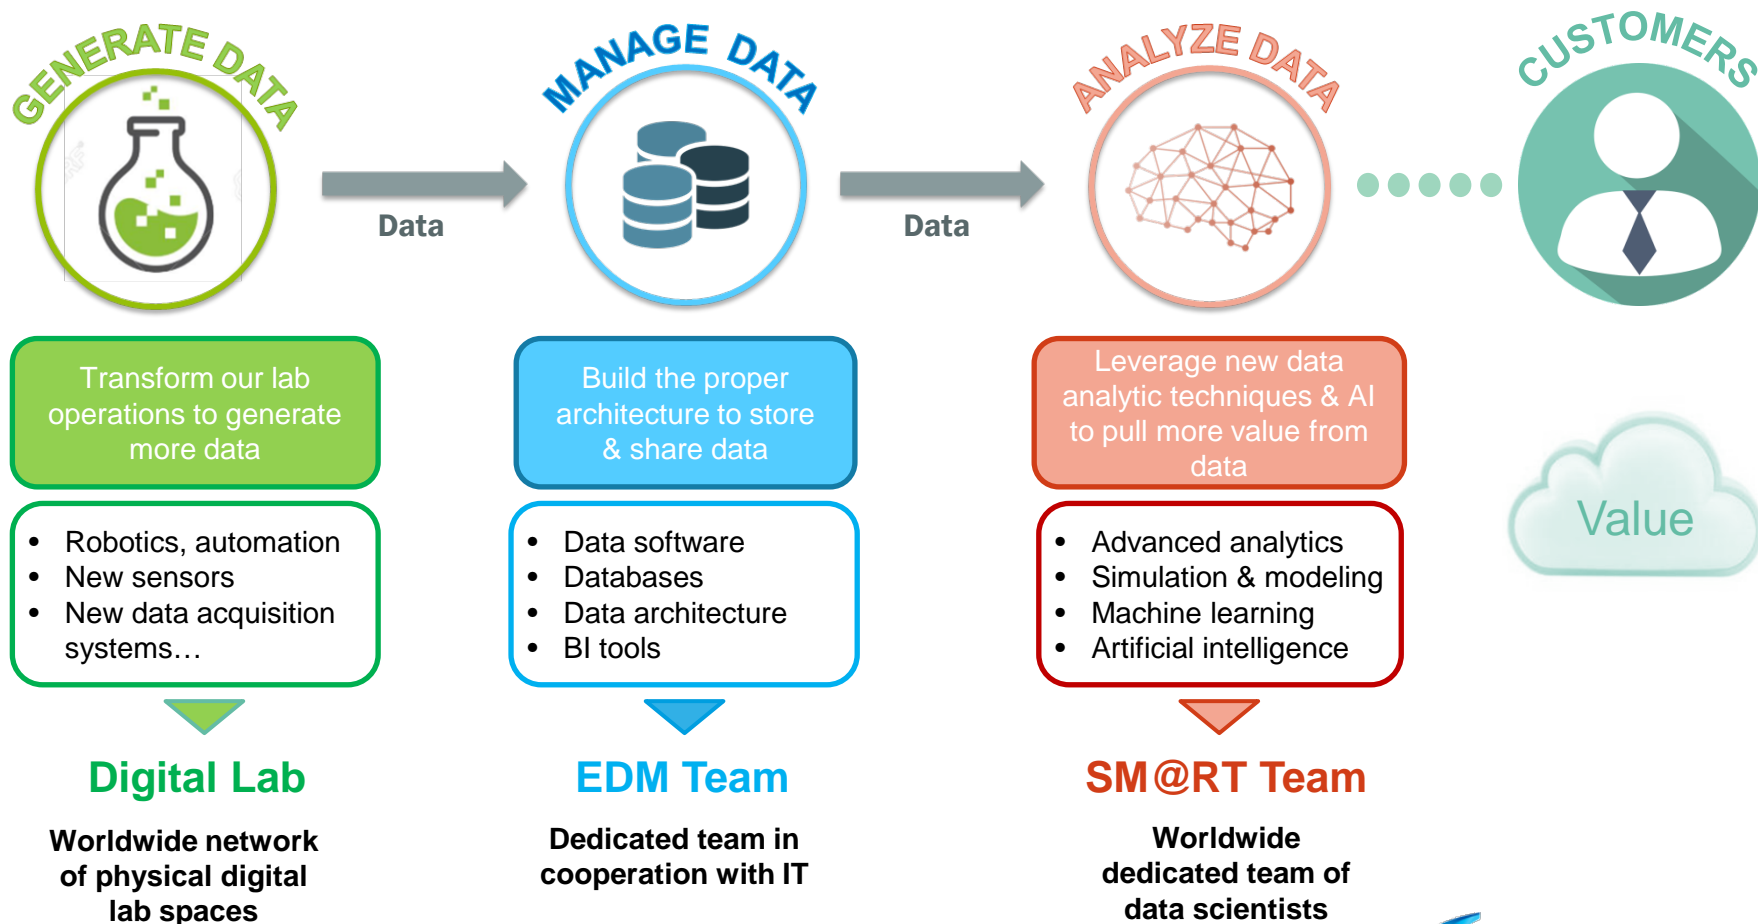 GENERATE DATA
MANAGE DATA
ANALYZE DATA
CUSTOMERS
Data
Data
Transform our lab
operations to generate
more data
Build the proper
architecture to store
& share data
Leverage new data
analytic techniques & AI
to pull more value from
data
Value
• Robotics, automation
• New sensors
• New data acquisition
systems…
• Data software
• Databases
• Data architecture
• BI tools
• Advanced analytics
• Simulation & modeling
• Machine learning
• Artificial intelligence
Digital Lab
Worldwide network
of physical digital
lab spaces
EDM Team
Dedicated team in
cooperation with IT
SM@RT Team
Worldwide
dedicated team of
data scientists